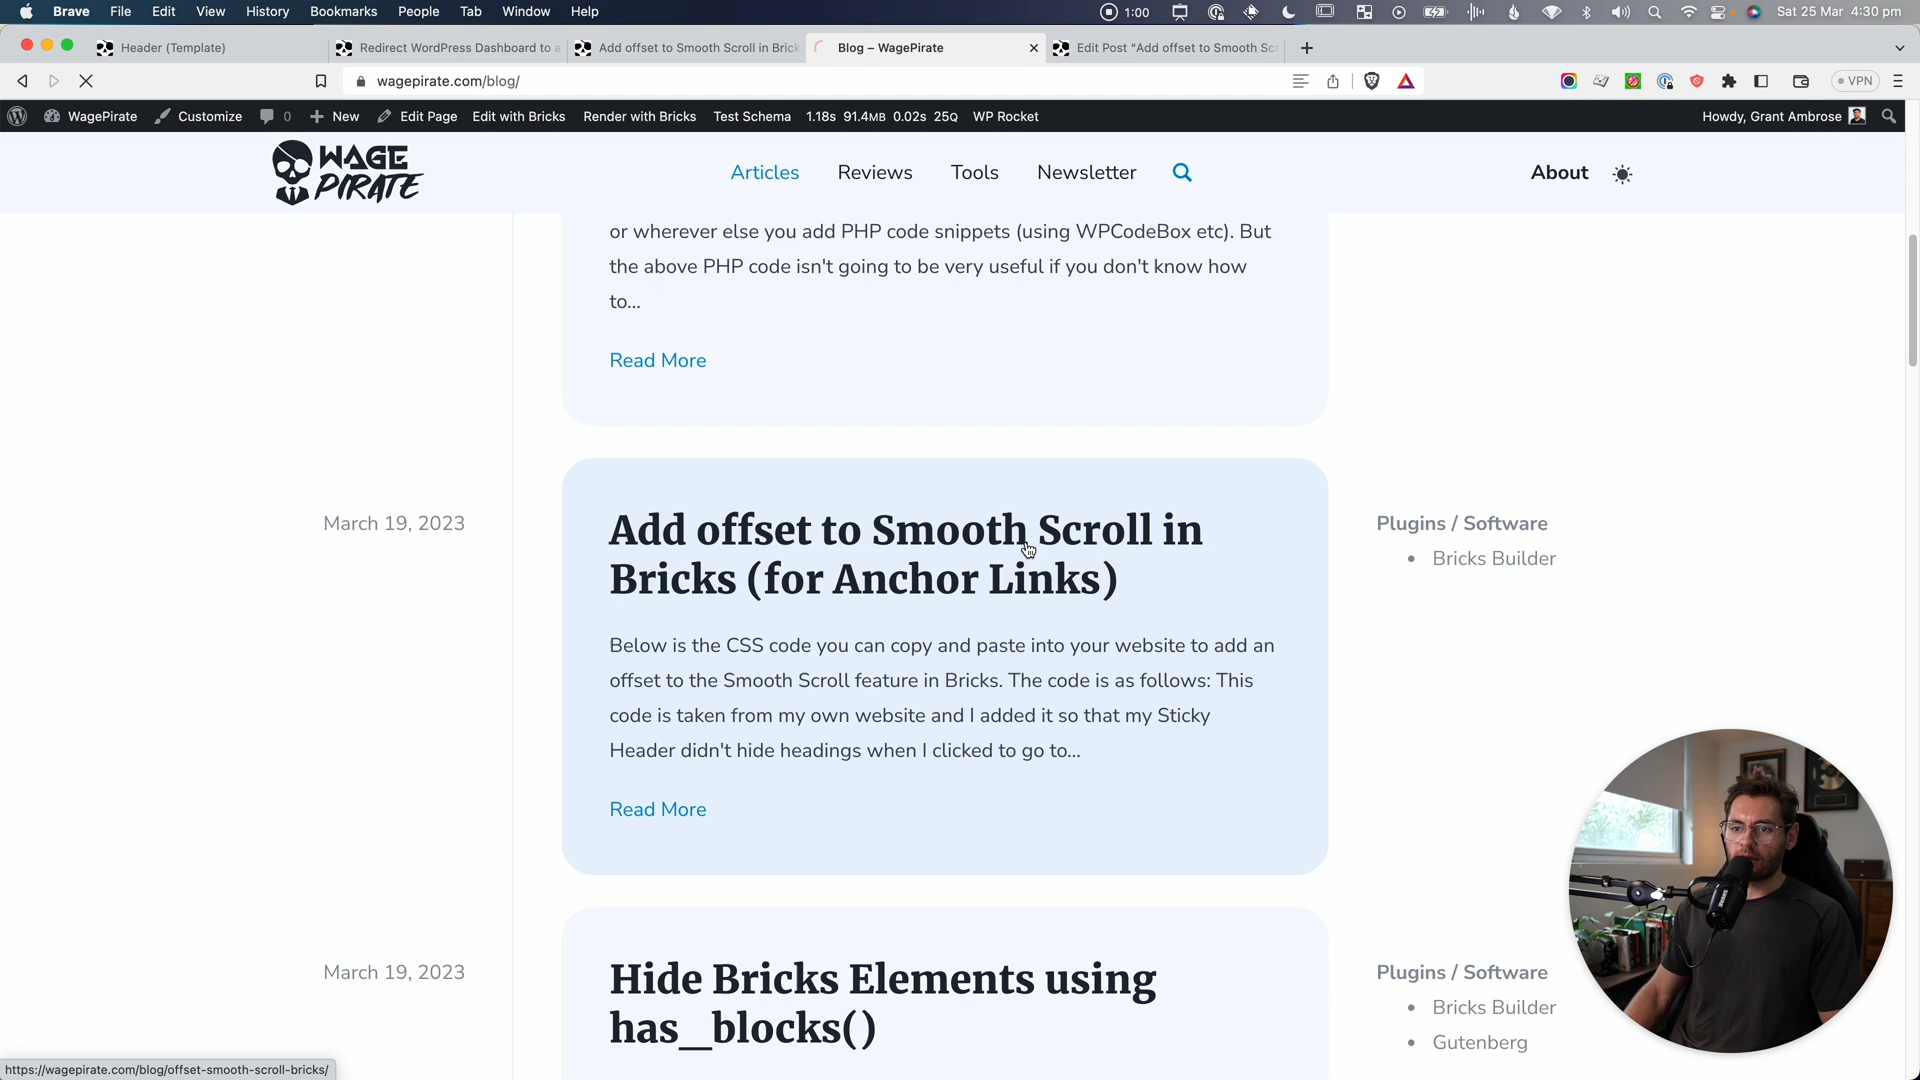 Brave File Edit View History Bookmarks People Tab Window Help 1:00 Sat 25 Mar 4:30 pm
Header (Template) Redirect WordPress Dashboard to a Add offset to Smooth Scroll in Brick Blog – WagePirate Edit Post “Add offset to Smooth Scr
wagepirate.com/blog/ VPN
WagePirate Customize 0 New Edit Page Edit with Bricks Render with Bricks Test Schema 1.18s 91.4MB 0.02s 25Q WP Rocket Howdy, Grant Ambrose
WAGE
PIRATE
Articles Reviews Tools Newsletter About
or wherever else you add PHP code snippets (using WPCodeBox etc). But
the above PHP code isn't going to be very useful if you don't know how
to...
Read More
March 19, 2023
Add offset to Smooth Scroll in
Bricks (for Anchor Links)
Plugins / Software
Bricks Builder
Below is the CSS code you can copy and paste into your website to add an
offset to the Smooth Scroll feature in Bricks. The code is as follows: This
code is taken from my own website and I added it so that my Sticky
Header didn't hide headings when I clicked to go to...
Read More
March 19, 2023
Hide Bricks Elements using
has__blocks()
Plugins / Software
Bricks Builder
Gutenberg
https://wagepirate.com/blog/offset-smooth-scroll-bricks/